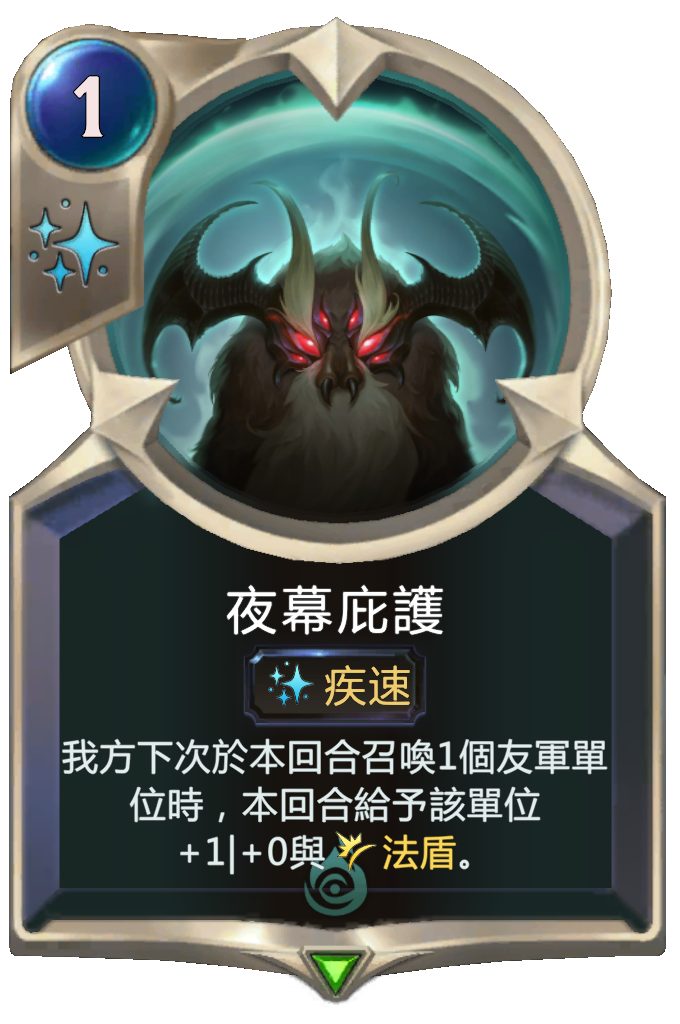 1
夜幕庇護
疾速
我方下次於本回合召喚1個友軍單
位時，本回合給予該單位
+1|+0與 法盾。